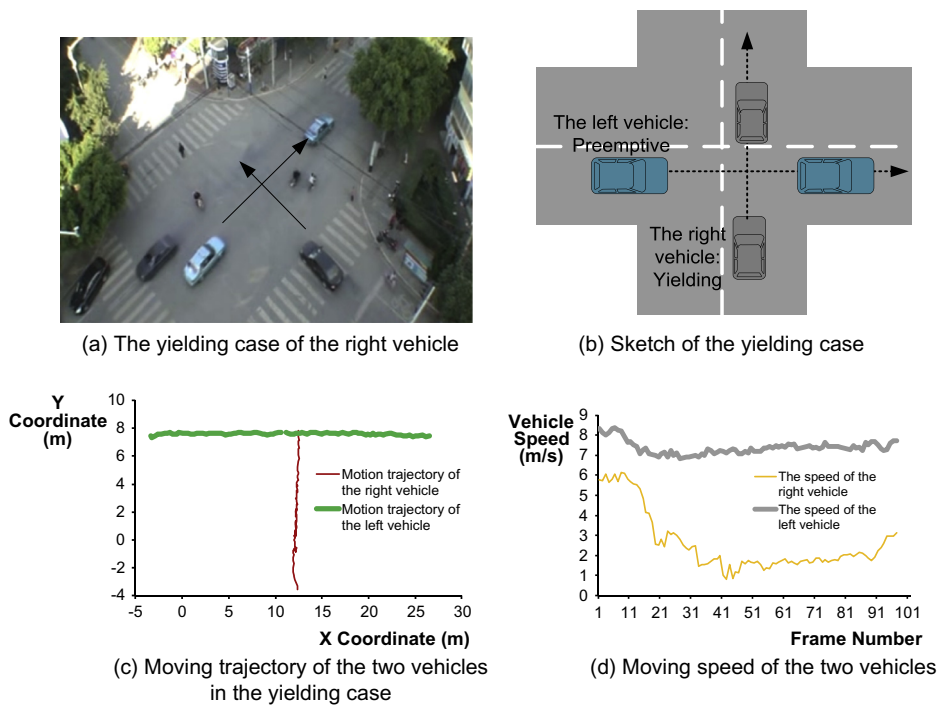 The left vehicle:
Preemptive
The right
vehicle:
Yielding
(a) The yielding case of the right vehicle
(b) Sketch of the yielding case
Y
Coordinate
(m)
10
8
6
4
2
0
-2
-4
-5
0
5
10
15
20
25
30
Motion trajectory of
the right vehicle
Motion trajectory of
the left vehicle
X Coordinate (m)
(c) Moving trajectory of the two vehicles
in the yielding case
Vehicle
Speed
(m/s)
9
8
7
6
5
4
3
2
1
0
1
11
21
31
41
51
61
71
81
91
101
The speed of the
right vehicle
The speed of the
left vehicle
Frame Number
(d) Moving speed of the two vehicles